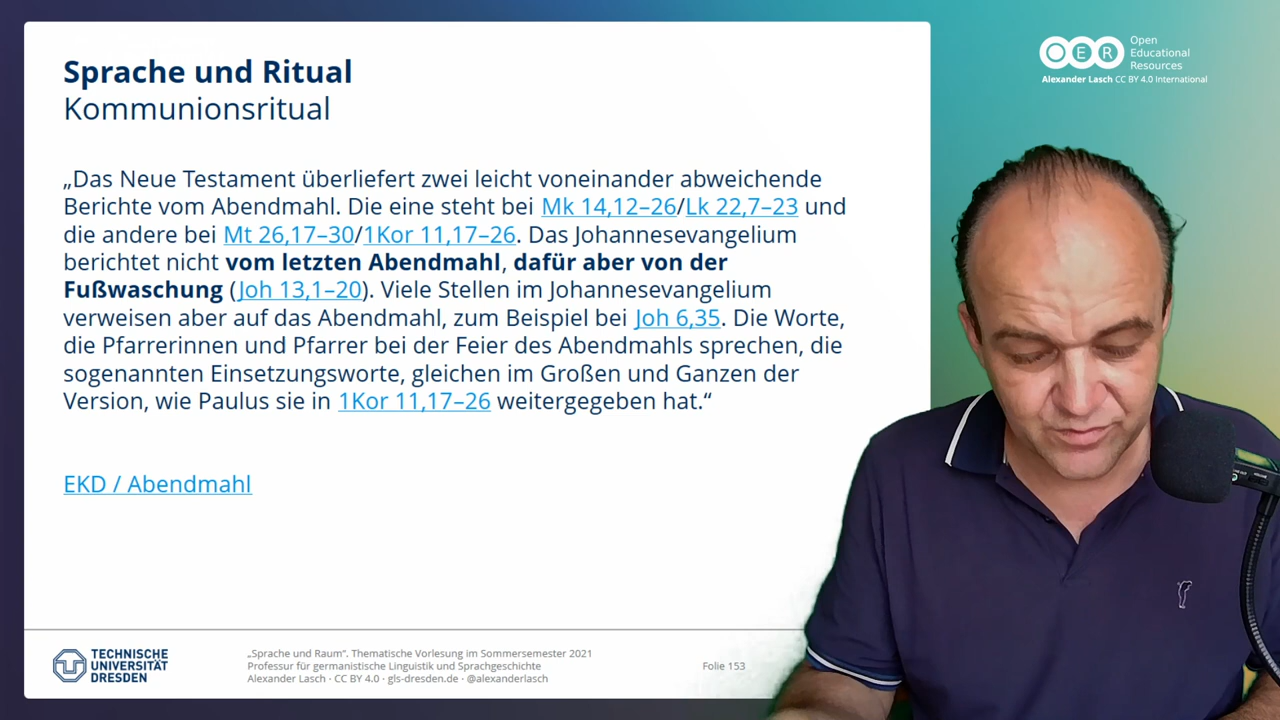 Sprache und Ritual
Kommunionsritual
„Das Neue Testament überliefert zwei leicht voneinander abweichende
Berichte vom Abendmahl. Die eine steht bei Mk 14,12–26/Lk 22,7–23 und
die andere bei Mt 26,17–30/1Kor 11,17–26. Das Johannesevangelium
berichtet nicht vom letzten Abendmahl, dafür aber von der
Fußwaschung (Joh 13,1–20). Viele Stellen im Johannesevangelium
verweisen aber auf das Abendmahl, zum Beispiel bei Joh 6,35. Die Worte,
die Pfarrerinnen und Pfarrer bei der Feier des Abendmahls sprechen, die
sogenannten Einsetzungsworte, gleichen im Großen und Ganzen der
Version, wie Paulus sie in 1Kor 11,17–26 weitergegeben hat.“
EKD / Abendmahl
TECHNISCHE
UNIVERSITÄT
DRESDEN
„Sprache und Raum“. Thematische Vorlesung im Sommersemester 2021
Professur für germanistische Linguistik und Sprachgeschichte
Alexander Lasch · CC BY 4.0 · gls-dresden.de · @alexanderlasch
Folie 153
OER
Open
Educational
Resources
Alexander Lasch CC BY 4.0 International